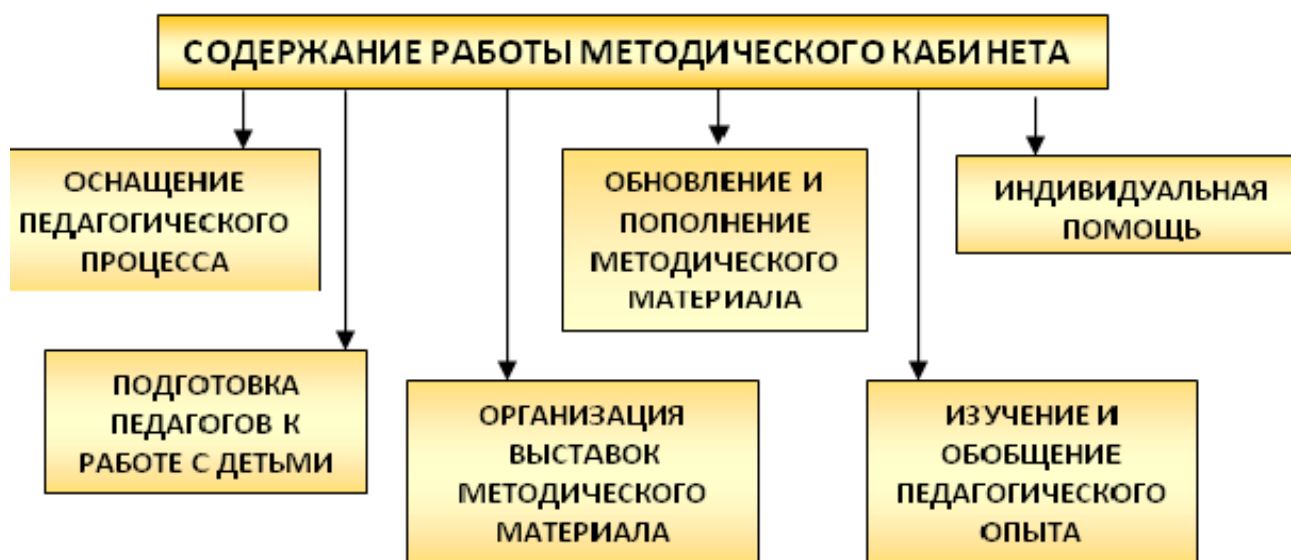 СОДЕРЖАНИЕ РАБОТЫ МЕТОДИЧЕСКОГО КАБИНЕТА
ОСНАЩЕНИЕ
ПЕДАГОГИЧЕСКОГО
ПРОЦЕССА
ОБНОВЛЕНИЕ И
ПОПОЛНЕНИЕ
МЕТОДИЧЕСКОГО
МАТЕРИАЛА
ИНДИВИДУАЛЬНАЯ
ПОМОЩЬ
ПОДГОТОВКА
ПЕДАГОГОВ К
РАБОТЕ С ДЕТЬМИ
ОРГАНИЗАЦИЯ
ВЫСТАВОК
МЕТОДИЧЕСКОГО
МАТЕРИАЛА
ИЗУЧЕНИЕ И
ОБОБЩЕНИЕ
ПЕДАГОГИЧЕСКОГО
ОПЫТА